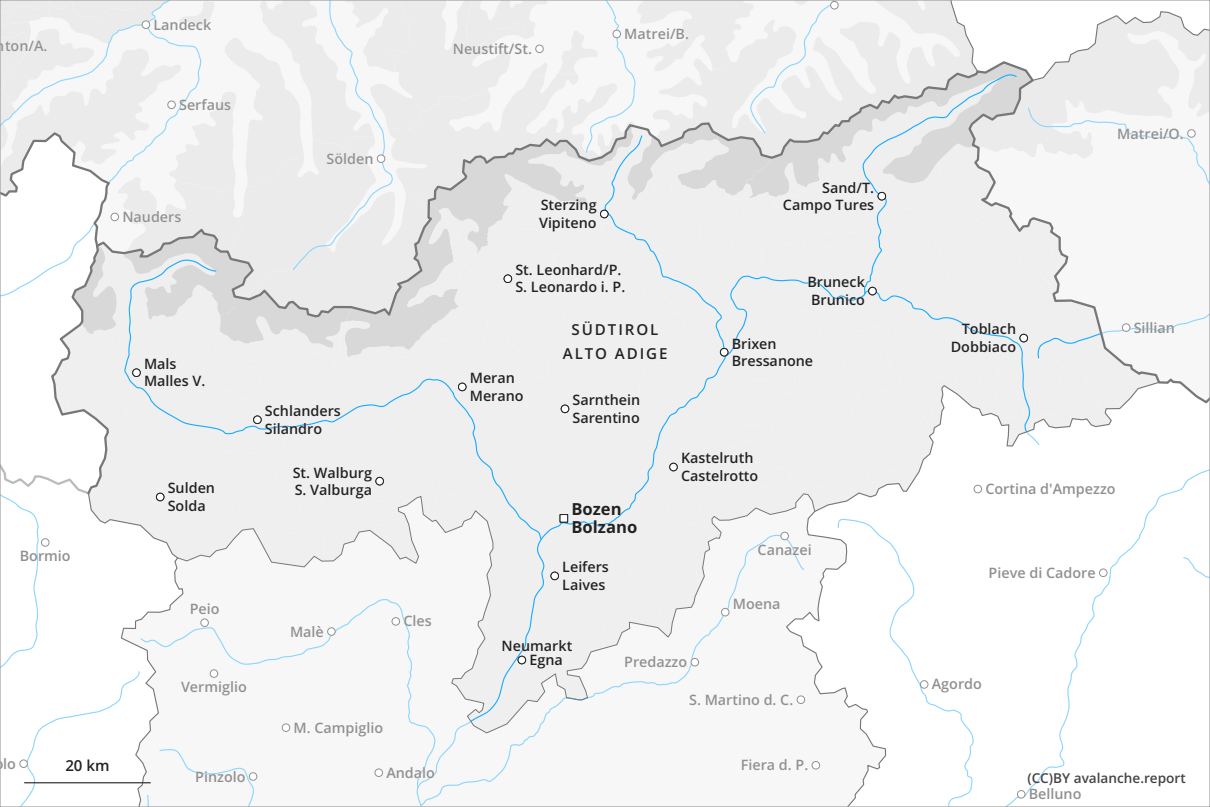 Landeck
Matrei/B.
Neustift/St.
Serfaus
Matrei/O.
Sölden
Nauders
Sand/T.
Campo Tures
Sterzing
Vipiteno
St. Leonhard/P.
S. Leonardo i. P.
Bruneck
Brunico
SÜDTIROL
ALTO ADIGE
Toblach
Dobbiaco
Sillian
Brixen
Bressanone
Mals
Malles V.
Meran
Merano
Schlanders
Silandro
Sarnthein
Sarentino
Kastelruth
Castelrotto
St. Walburg
S. Valburga
Sulden
Solda
Cortina d'Ampezzo
Bozen
Bolzano
Bormio
Canazei
Leifers
Laives
Pieve di Cadore
Peio
Moena
Cles
Malè
Neumarkt
Egna
Predazzo
Vermiglio
Agordo
S. Martino d. C.
M. Campiglio
20 km
Pinzolo
Andalo
Fiera d. P.
(CC)BY avalanche.report
Belluno